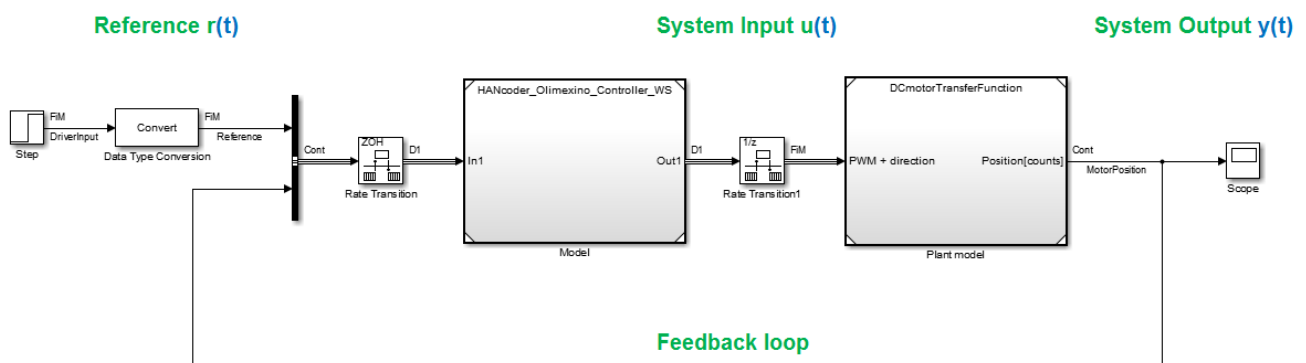 Reference r(t)
System Input u(t)
System Output y(t)
HANcoder_Olimexino_Controller_WS
DCmotorTransferFunction
FiM
DriverInput
Step
Convert
Data Type Conversion
FiM
Reference
Cont
ZOH
Rate Transition
D1
In1
Out1
Model
D1
1/z
Rate Transition1
FiM
PWM + direction
Position[counts]
Plant model
Cont
MotorPosition
Scope
Feedback loop